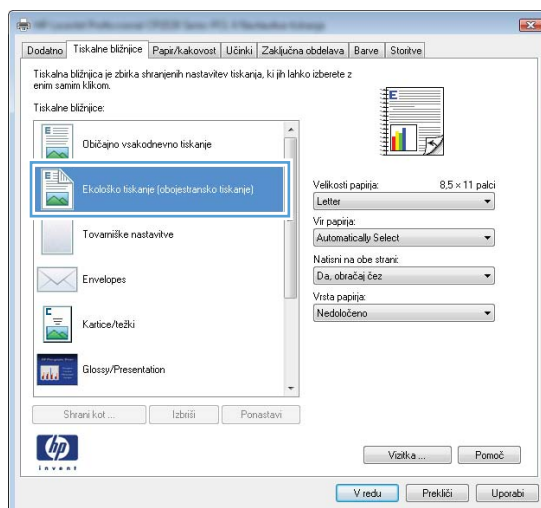 Dodatno Tiskalne bližnjice Papir/kakovost Učinki Zaključna obdelava Barve Storitve
Tiskalna bližnjica je zbirka shranjenih nastavitev tiskanja, ki jih lahko izberete z
enim samim klikom.
Tiskalne bližnjice:
Običajno vsakodnevno tiskanje
Ekološko tiskanje (obojestransko tiskanje)
Tovarniške nastavitve
Envelopes
Kartice/težki
Glossy/Presentation
Velikosti papirja: 8,5 × 11 palci
Letter
Vir papirja:
Automatically Select
Natisni na obe strani:
Da, obračaj čez
Vrsta papirja:
Nedoločeno
Shrani kot ... Izbriši Ponastavi
hp
invent
Vizitka ... Pomoč
V redu Prekliči Uporabi